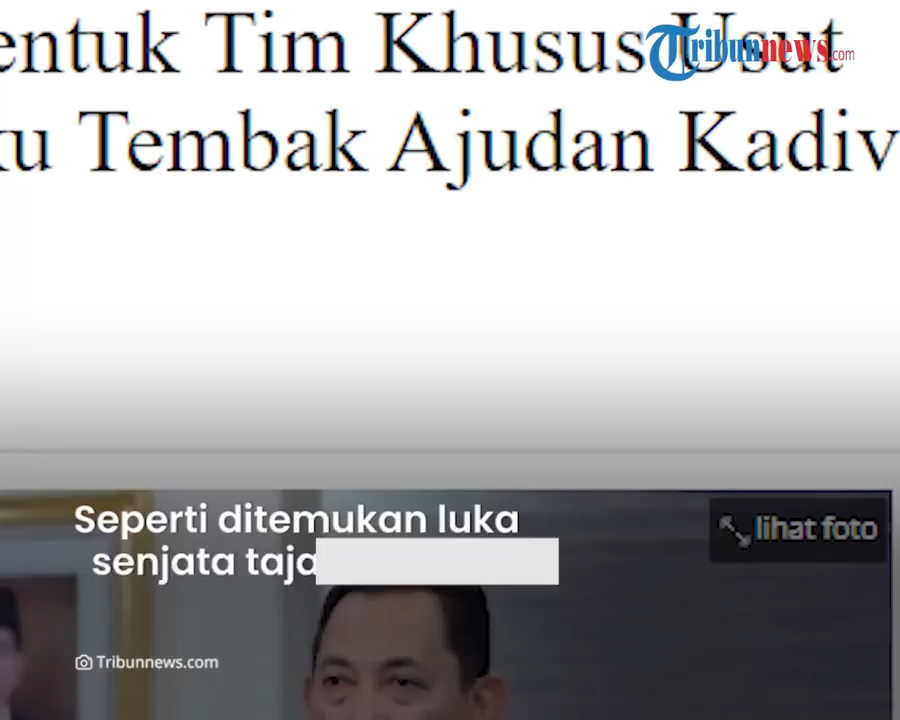 entuk Tim Khusus Usut
Tribunnews.com
ku Tembak Ajudan Kadiv
Seperti ditemukan luka
senjata taja
lihat foto
Tribunnews.com